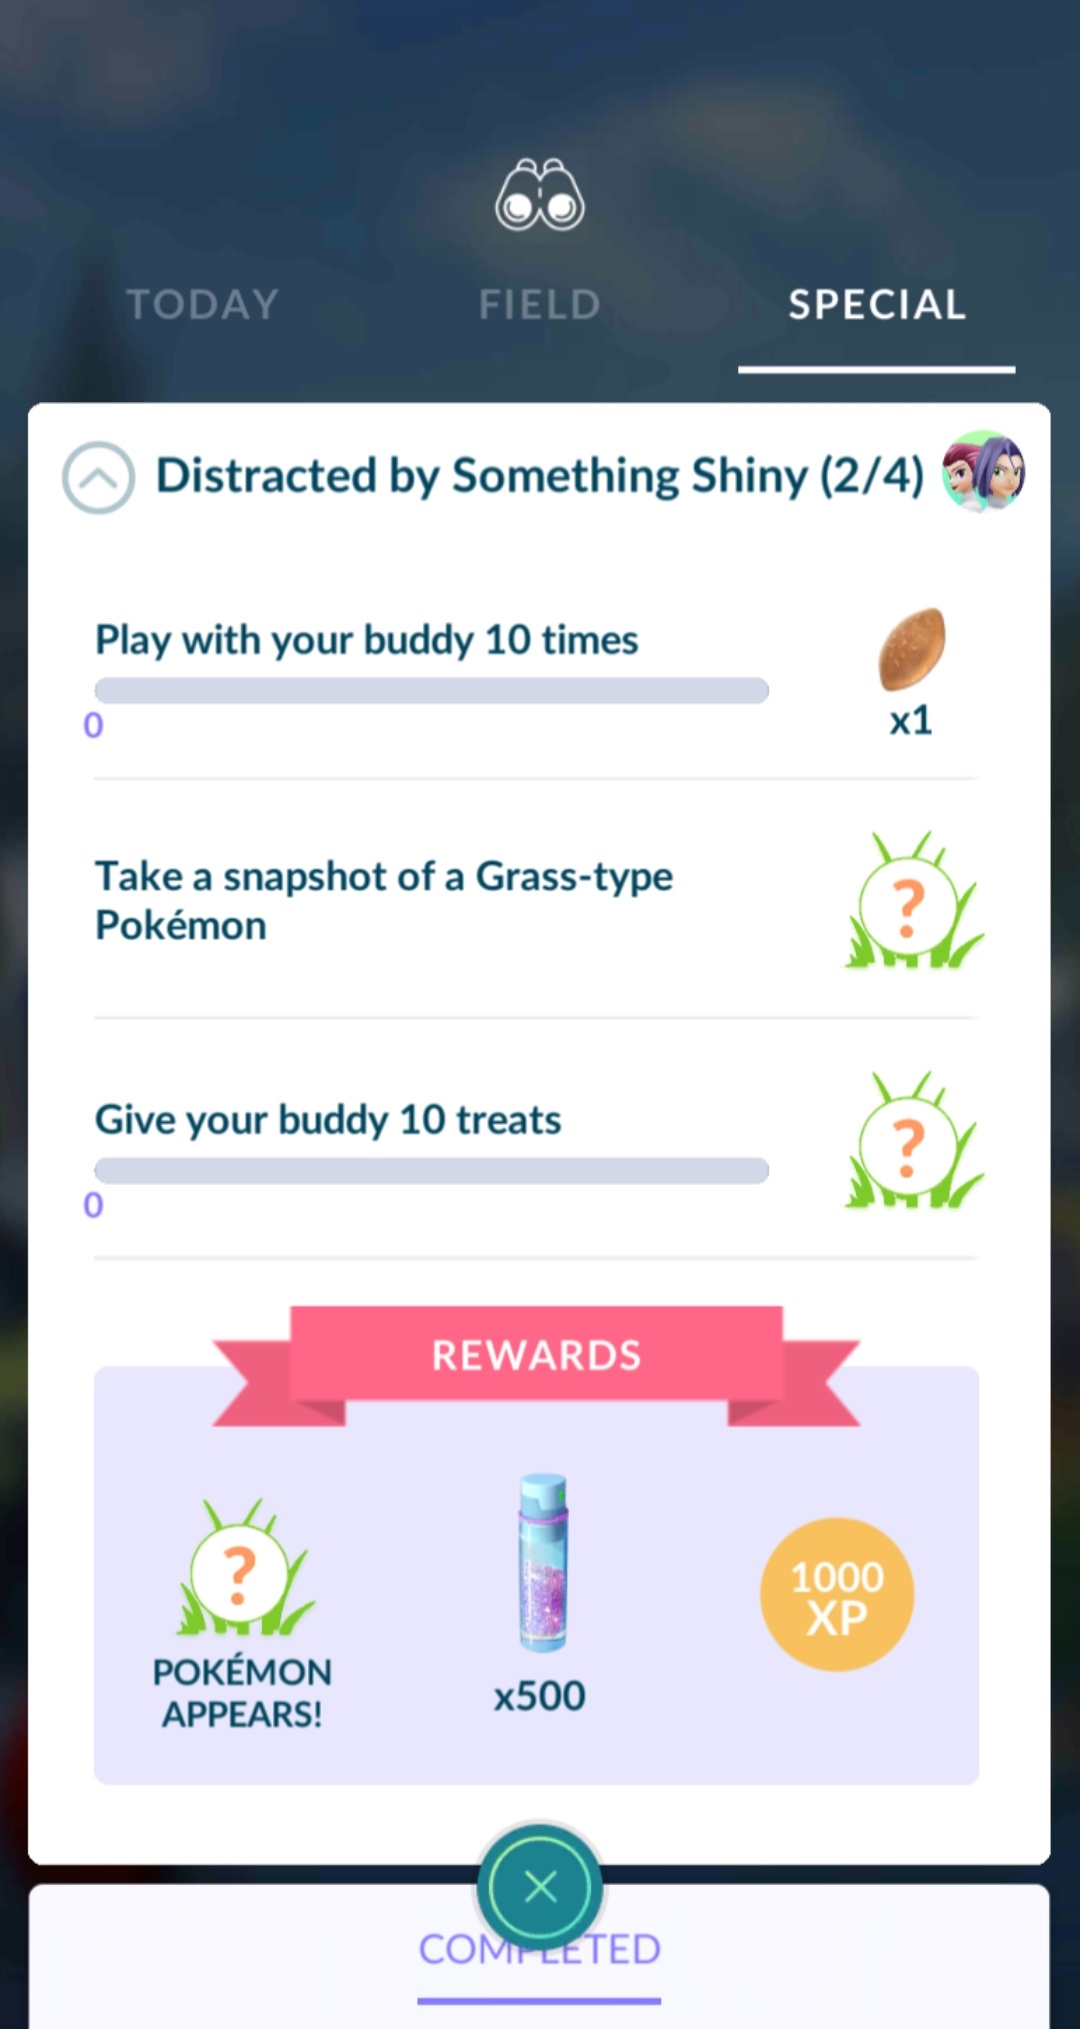 TODAY
FIELD
SPECIAL
Distracted by Something Shiny (2/4)
Play with your buddy 10 times
0
x1
Take a snapshot of a Grass-type
Pokémon
?
Give your buddy 10 treats
0
?
REWARDS
?
POKÉMON
APPEARS!
x500
1000
XP
COMPLETED